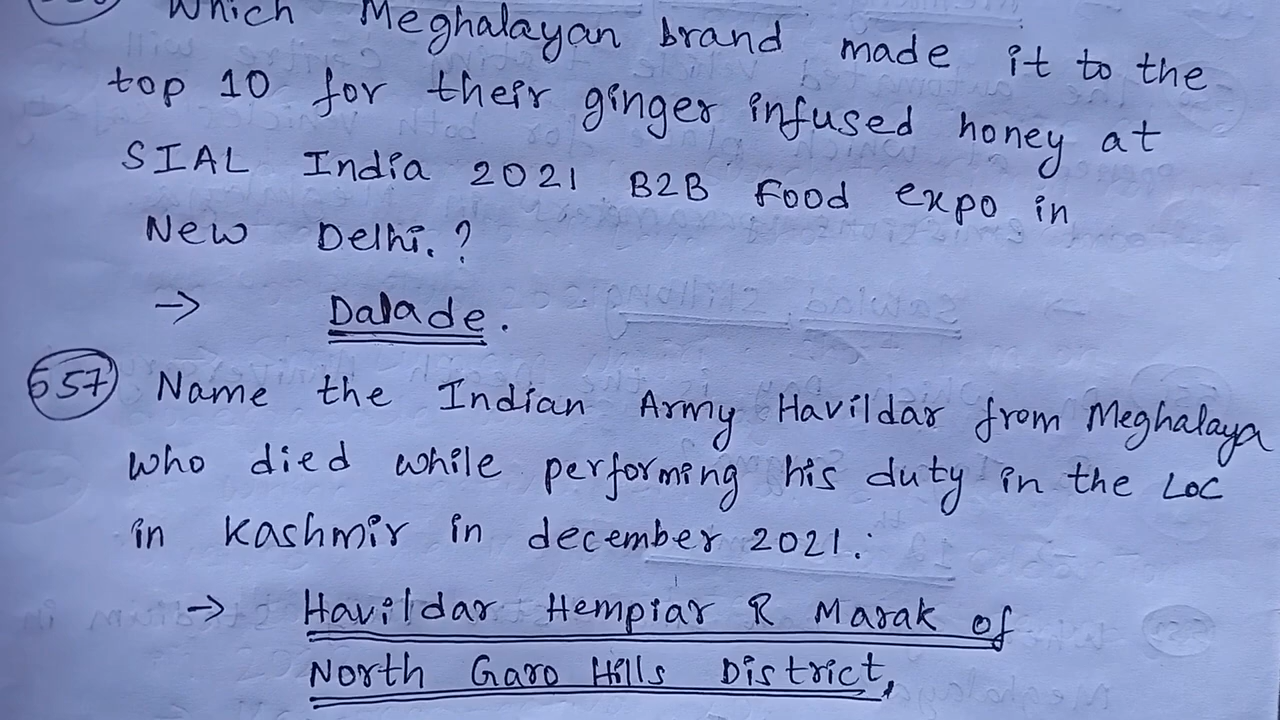 Which Meghalayan brand made it to the
top 10 for their ginger infused honey at
SIAL India 2021 B2B Food expo in
New Delhi.?
→ Dalade.
657 Name the Indian Army Havildar from Meghalaya
who died while performing his duty in the LOC
in Kashmir in december 2021.:
→ Havildar Hempiar R Marak of
North Garo Hills District,